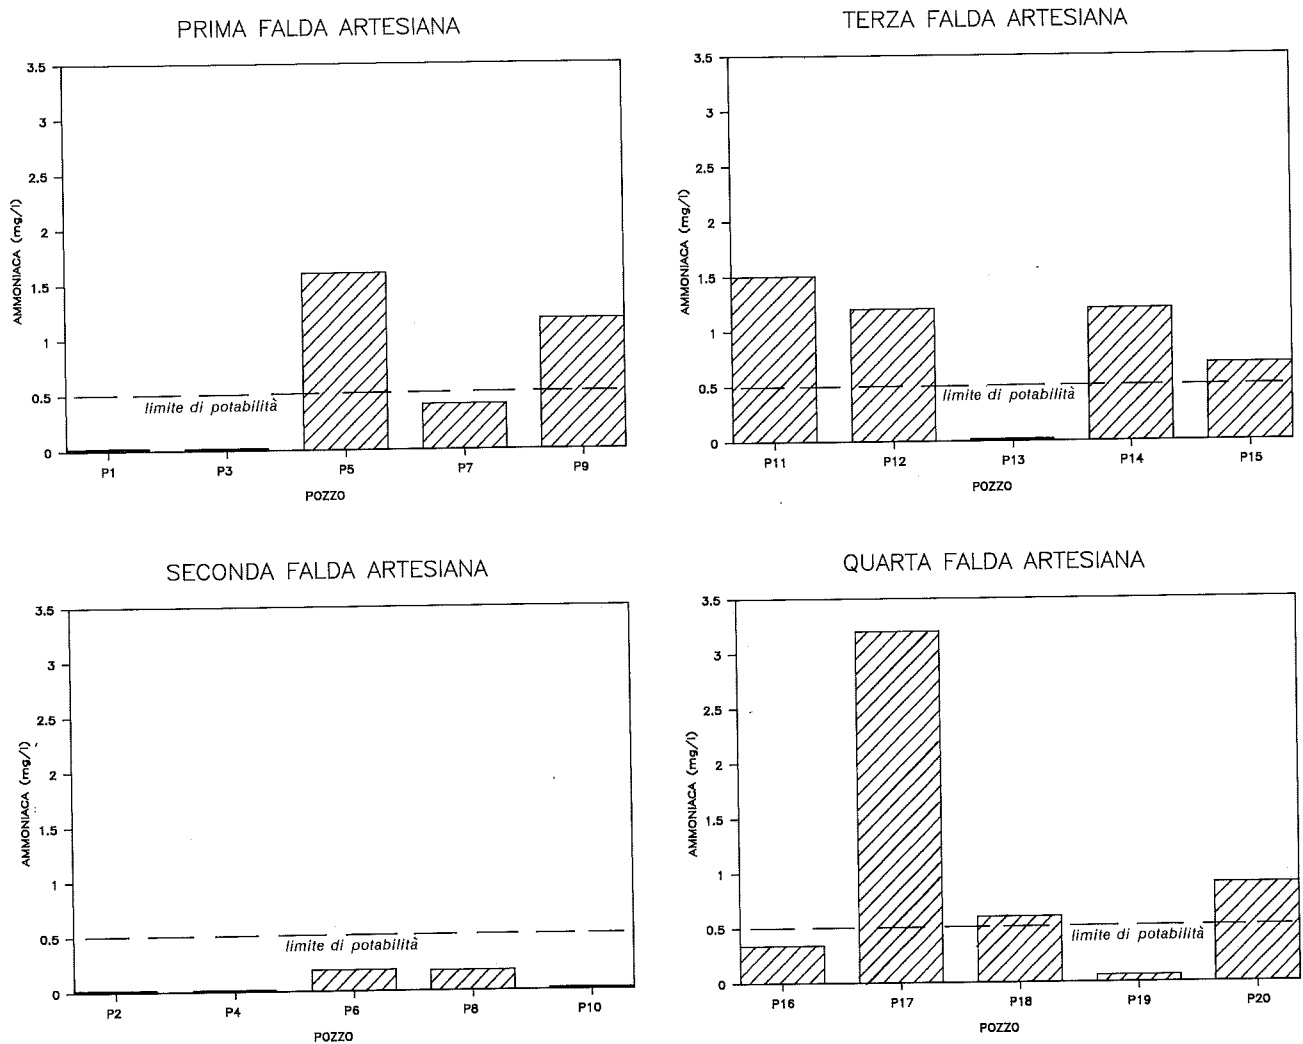 PRIMA FALDA ARTESIANA
3.5
3
2.5
2
1.5
1
0.5
0
AMMONIACA (mg/l)
limite di potabilità
P1 P3 P5 P7 P9
POZZO
TERZA FALDA ARTESIANA
3.5
3
2.5
2
1.5
1
0.5
0
AMMONIACA (mg/l)
limite di potabilità
P11 P12 P13 P14 P15
POZZO
SECONDA FALDA ARTESIANA
3.5
3
2.5
2
1.5
1
0.5
0
AMMONIACA (mg/l)
limite di potabilità
P2 P4 P6 P8 P10
POZZO
QUARTA FALDA ARTESIANA
3.5
3
2.5
2
1.5
1
0.5
0
AMMONIACA (mg/l)
limite di potabilità
P16 P17 P18 P19 P20
POZZO